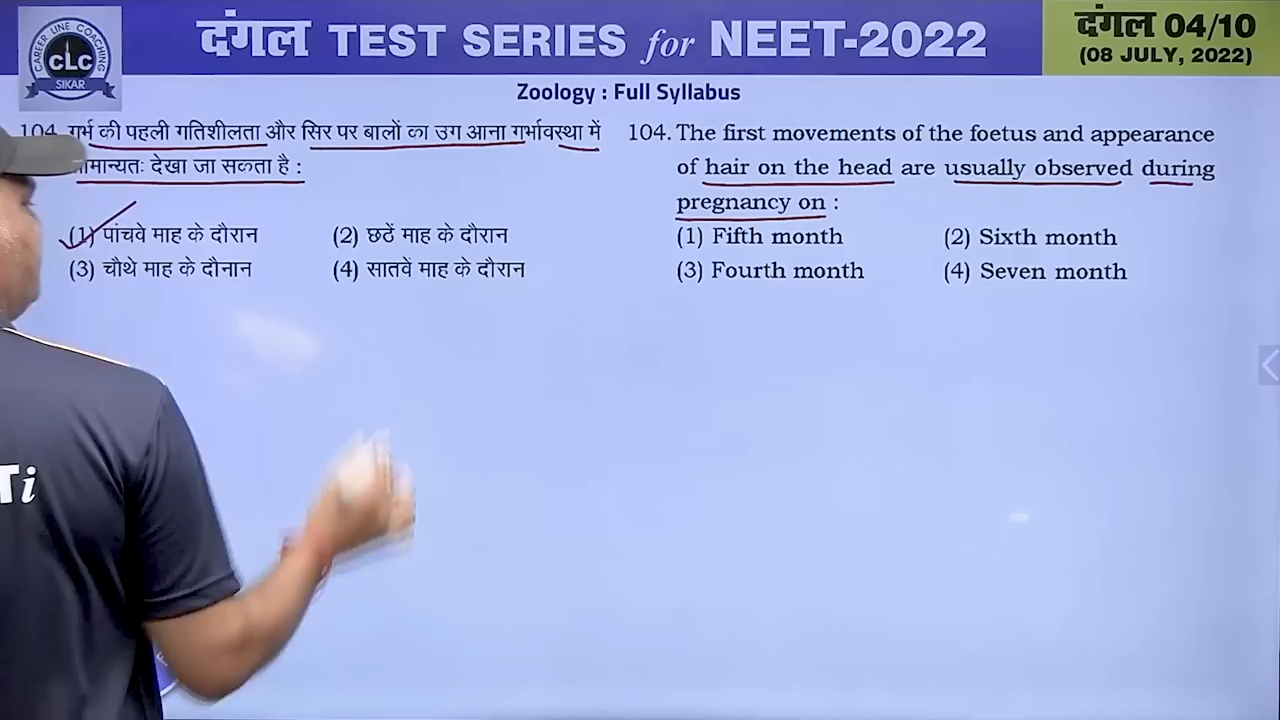 दंगल TEST SERIES for NEET-2022
दंगल 04/10
(08 JULY, 2022)
CAREER LINE COACHING
CLC
SIKAR
Zoology : Full Syllabus
104. गर्भ की पहली गतिशीलता और सिर पर बालों का उग आना गर्भावस्था में
देखा जा सकता है :
(1) पांचवे माह के दौरान (2) छठें माह के दौरान
(3) चौथे माह के दौनान (4) सातवें माह के दौरान
104. The first movements of the foetus and appearance
of hair on the head are usually observed during
pregnancy on :
(1) Fifth month (2) Sixth month
(3) Fourth month (4) Seven month
Ti